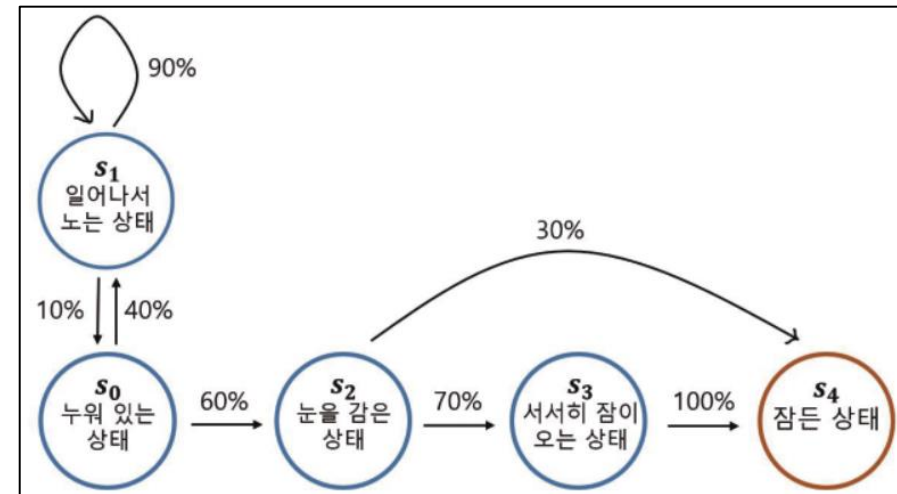 90%
s₁
일어나서
노는 상태
30%
10%
40%
s₀
누워 있는
상태
60%
s₂
눈을 감은
상태
70%
s₃
서서히 잠이
오는 상태
100%
s₄
잠든 상태